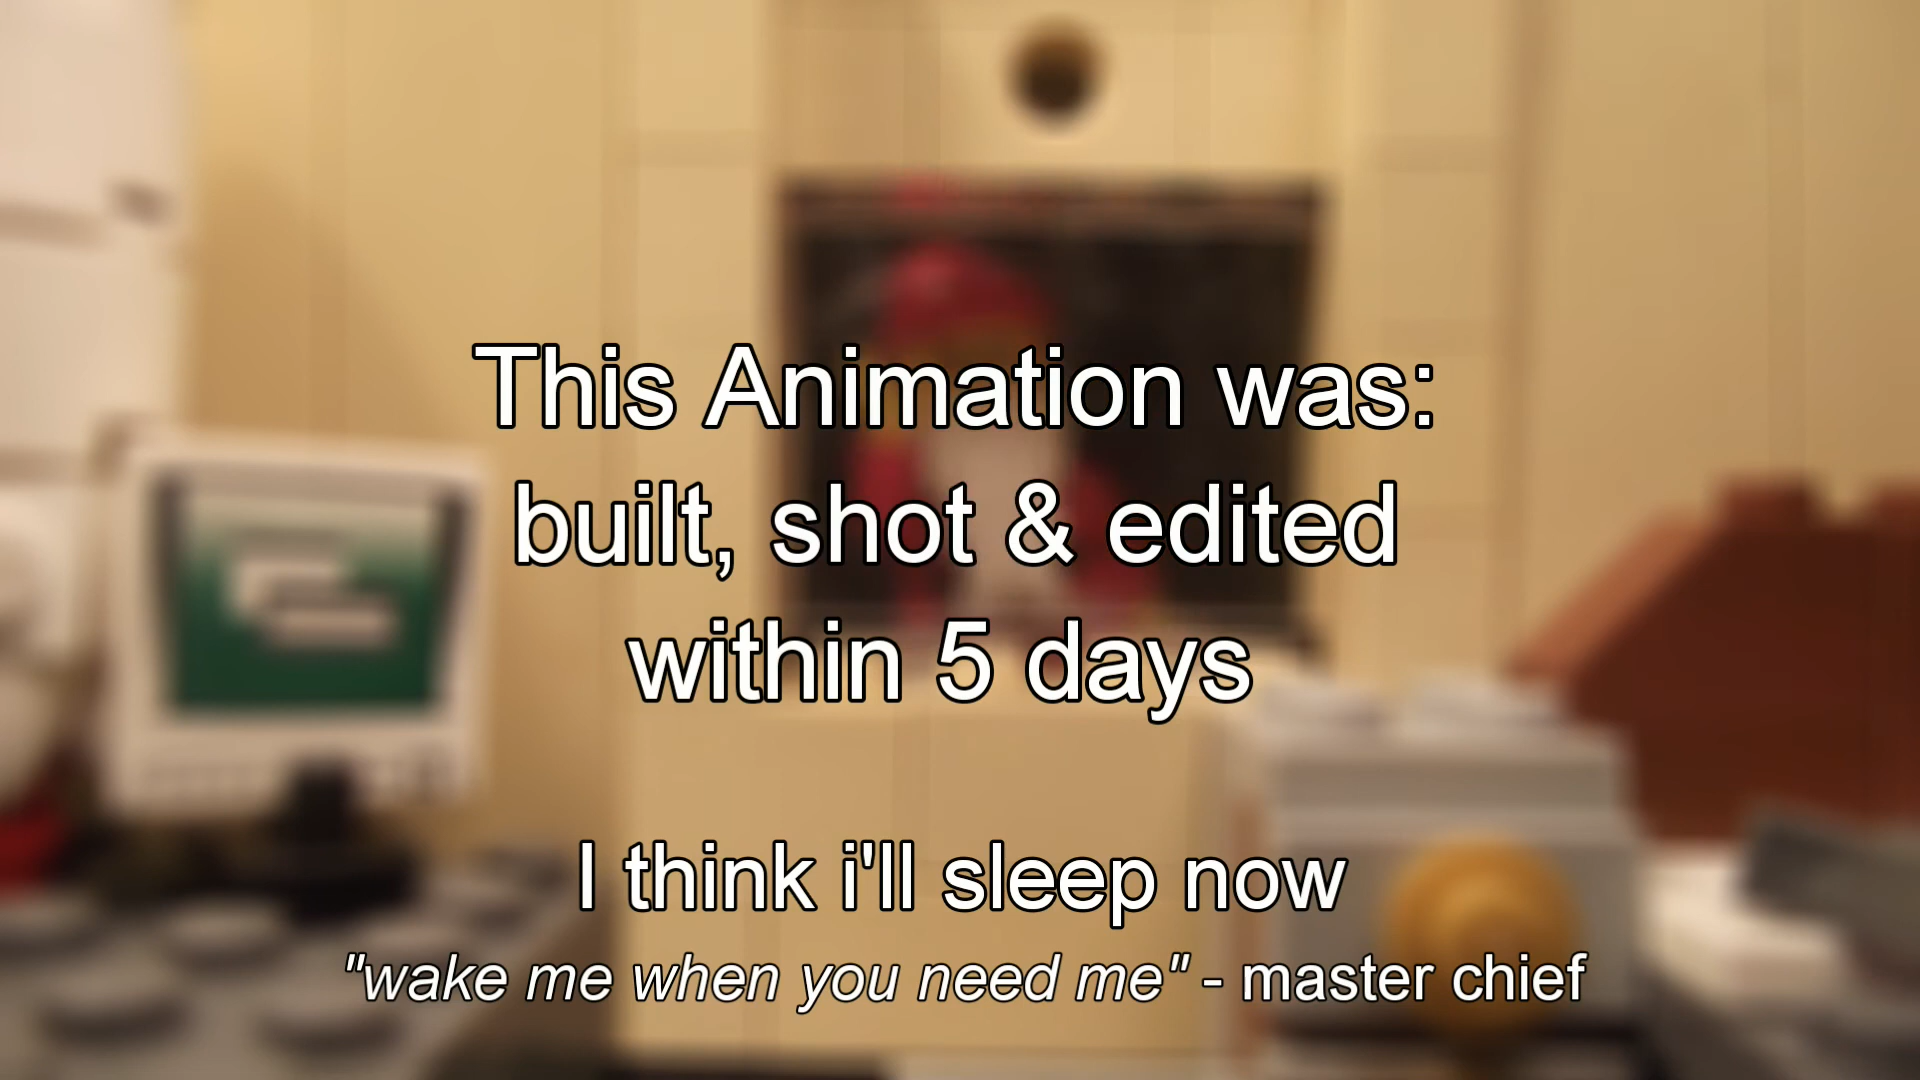 This Animation was:
built, shot & edited
within 5 days
I think i'll sleep now
"wake me when you need me" - master chief